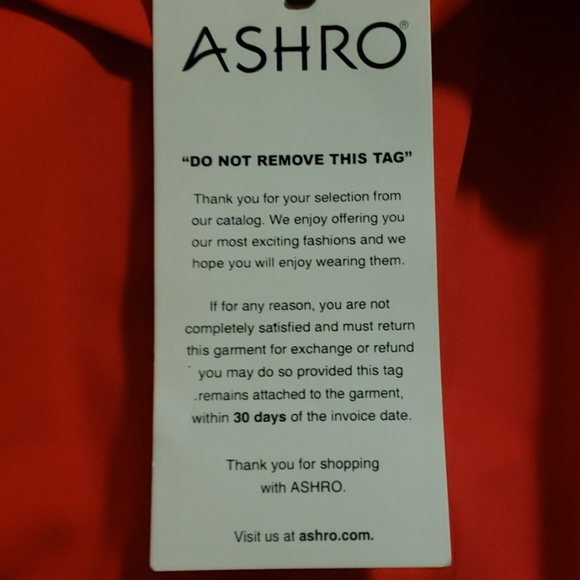 ASHRO®
“DO NOT REMOVE THIS TAG”
Thank you for your selection from
our catalog. We enjoy offering you
our most exciting fashions and we
hope you will enjoy wearing them.
If for any reason, you are not
completely satisfied and must return
this garment for exchange or refund
you may do so provided this tag
remains attached to the garment,
within 30 days of the invoice date.
Thank you for shopping
with ASHRO.
Visit us at ashro.com.